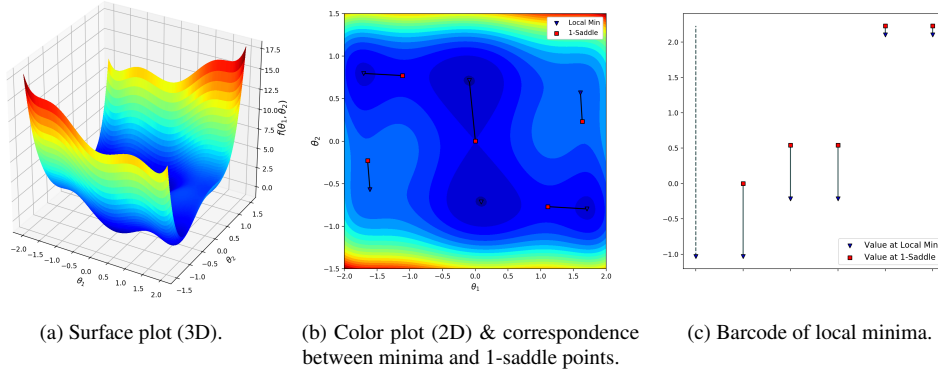 17.5
15.0
12.5
10.0
7.5
5.0
2.5
0.0
f(θ₁, θ₂)
−2.0 −1.5 −1.0 −0.5 0.0 0.5 1.0 1.5 2.0
θ₁
−1.5 −1.0 −0.5 0.0 0.5 1.0 1.5
θ₂
1.5
1.0
0.5
0.0
−0.5
−1.0
−1.5
θ₂
−2.0 −1.5 −1.0 −0.5 0.0 0.5 1.0 1.5 2.0
θ₁
Local Min
1-Saddle
2.0
1.5
1.0
0.5
0.0
−0.5
−1.0
Value at Local Min
Value at 1-Saddle
(a) Surface plot (3D).
(b) Color plot (2D) & correspondence
between minima and 1-saddle points.
(c) Barcode of local minima.